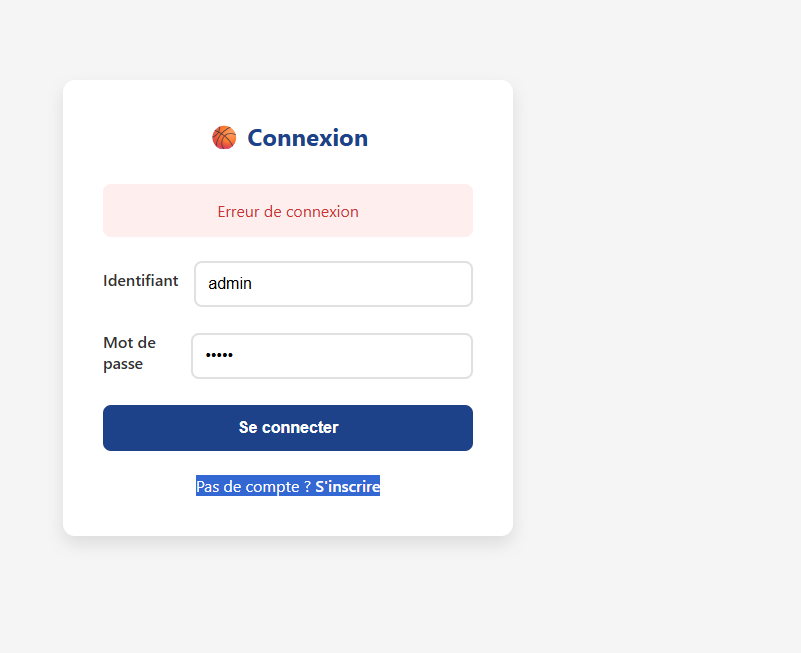 Connexion
Erreur de connexion
Identifiant
admin
Mot de
passe
•••••
Se connecter
Pas de compte ? S'inscrire